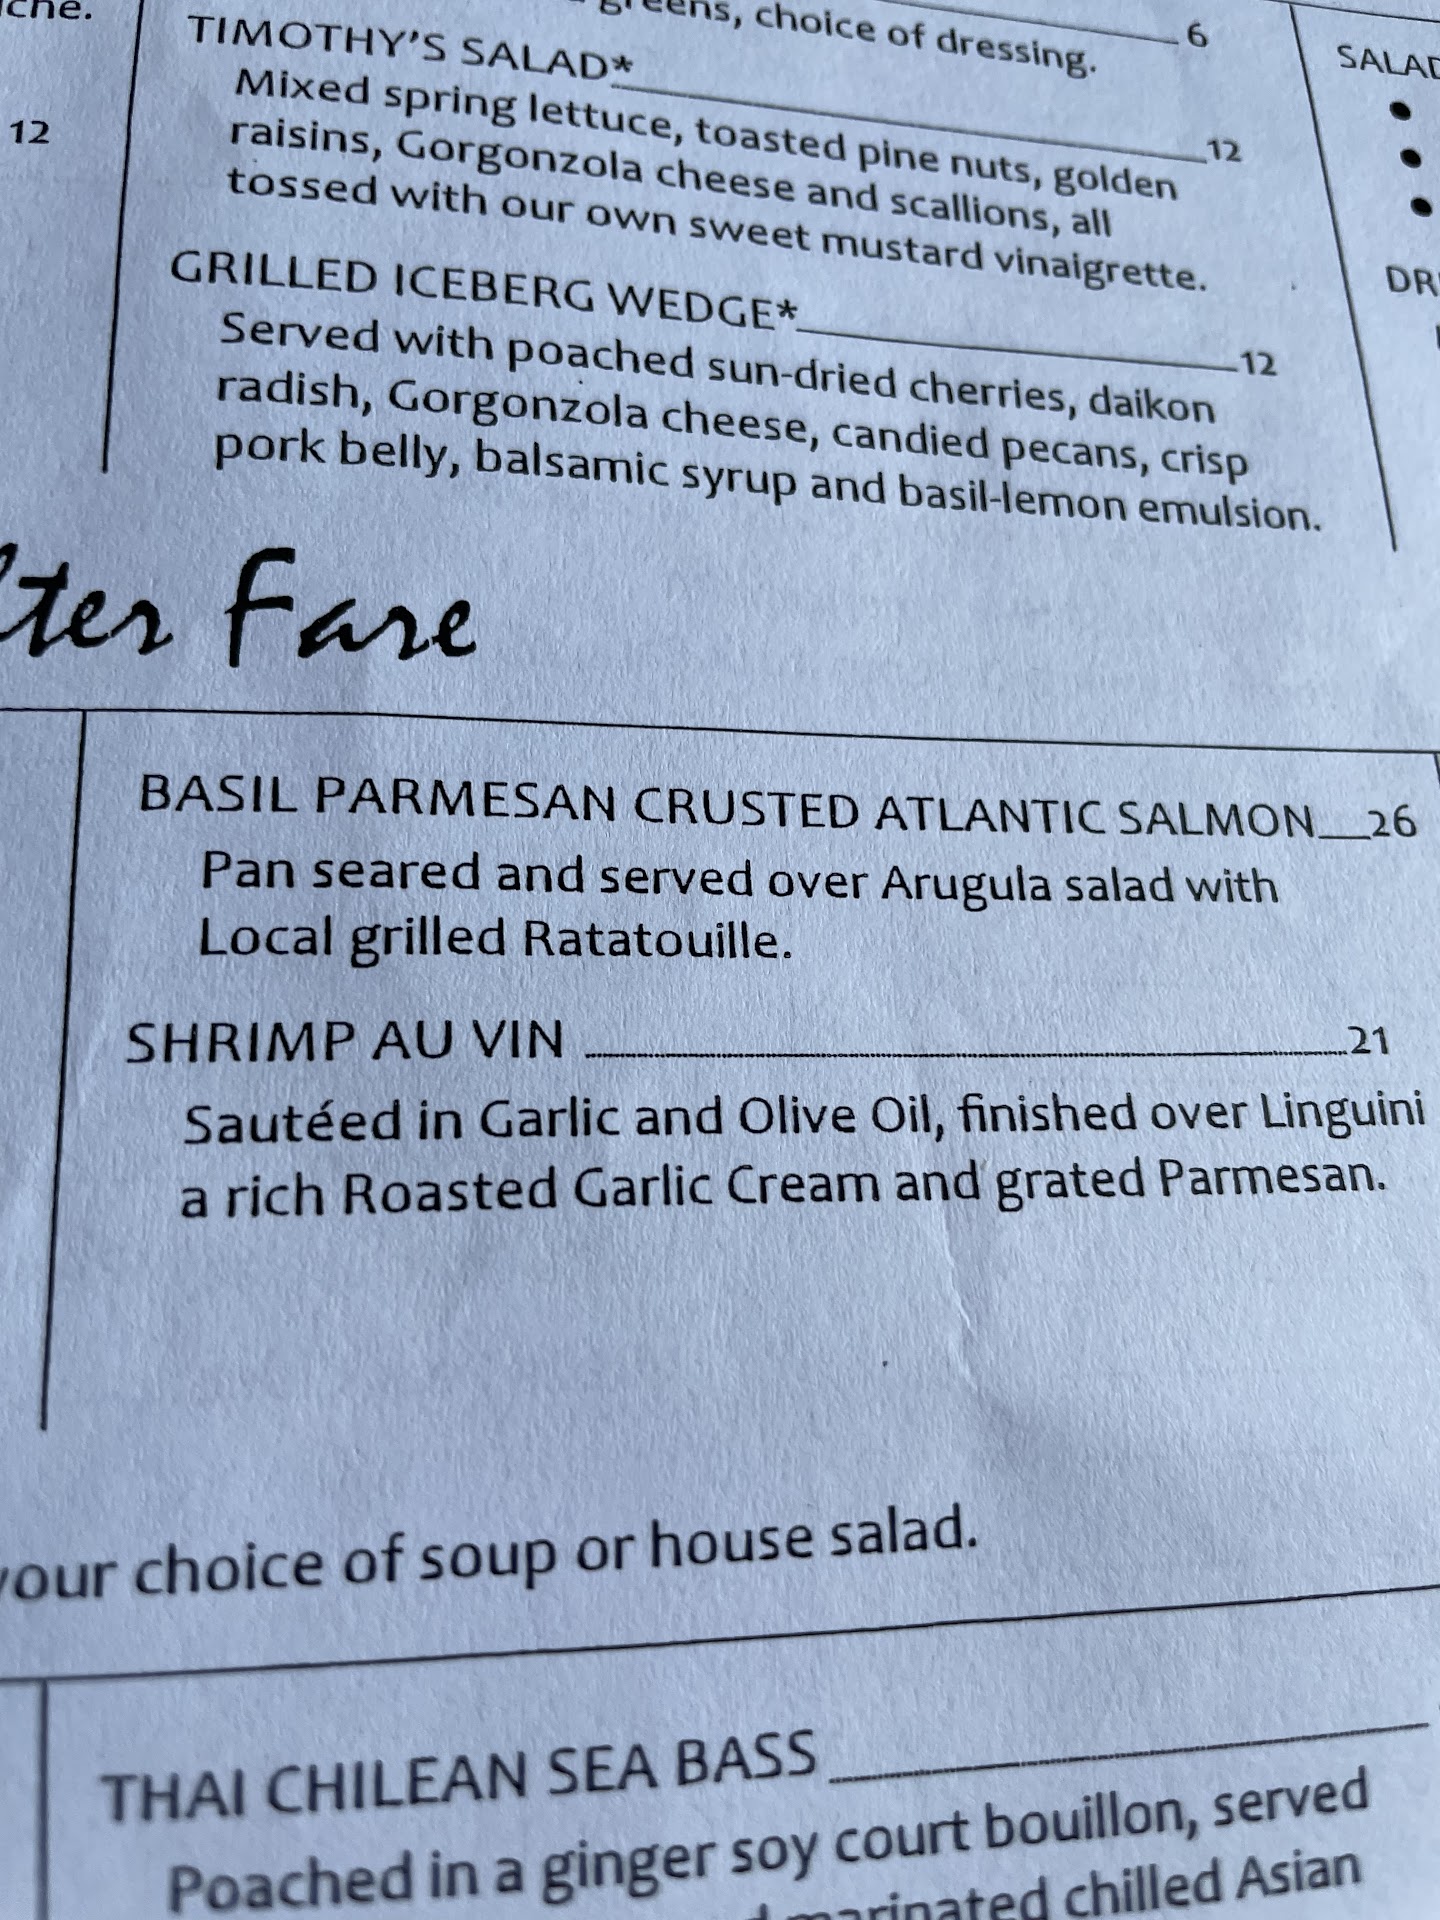 greens, choice of dressing. 6
TIMOTHY'S SALAD* 12
Mixed spring lettuce, toasted pine nuts, golden
raisins, Gorgonzola cheese and scallions, all
tossed with our own sweet mustard vinaigrette.
12
GRILLED ICEBERG WEDGE* 12
Served with poached sun-dried cherries, daikon
radish, Gorgonzola cheese, candied pecans, crisp
pork belly, balsamic syrup and basil-lemon emulsion.
Fare
BASIL PARMESAN CRUSTED ATLANTIC SALMON 26
Pan seared and served over Arugula salad with
Local grilled Ratatouille.
SHRIMP AU VIN 21
Sautéed in Garlic and Olive Oil, finished over Linguini
a rich Roasted Garlic Cream and grated Parmesan.
your choice of soup or house salad.
THAI CHILEAN SEA BASS
Poached in a ginger soy court bouillon, served
marinated chilled Asian